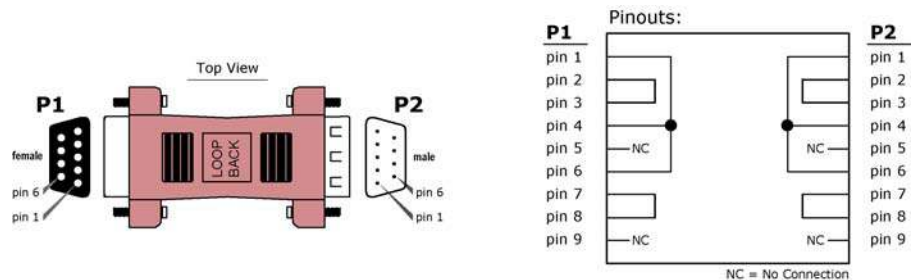 Top View
P1
P2
female
LOOP
BACK
male
pin 6
pin 1
pin 6
pin 1
Pinouts:
P1
P2
pin 1
pin 1
pin 2
pin 2
pin 3
pin 3
pin 4
pin 4
pin 5
NC
NC
pin 5
pin 6
pin 6
pin 7
pin 7
pin 8
pin 8
pin 9
NC
NC
pin 9
NC = No Connection